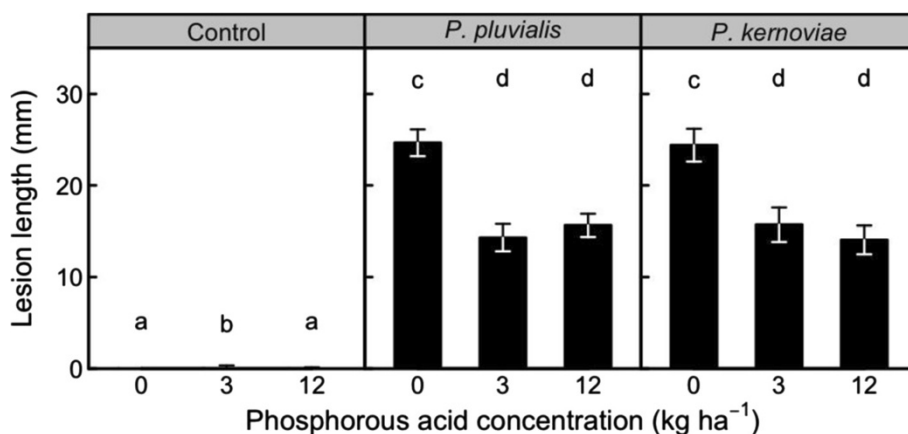 Control P. pluvialis P. kernoviae
c d d c d d
30
20
10
a b a
0
0 3 12 0 3 12 0 3 12
Lesion length (mm)
Phosphorous acid concentration (kg ha⁻¹)